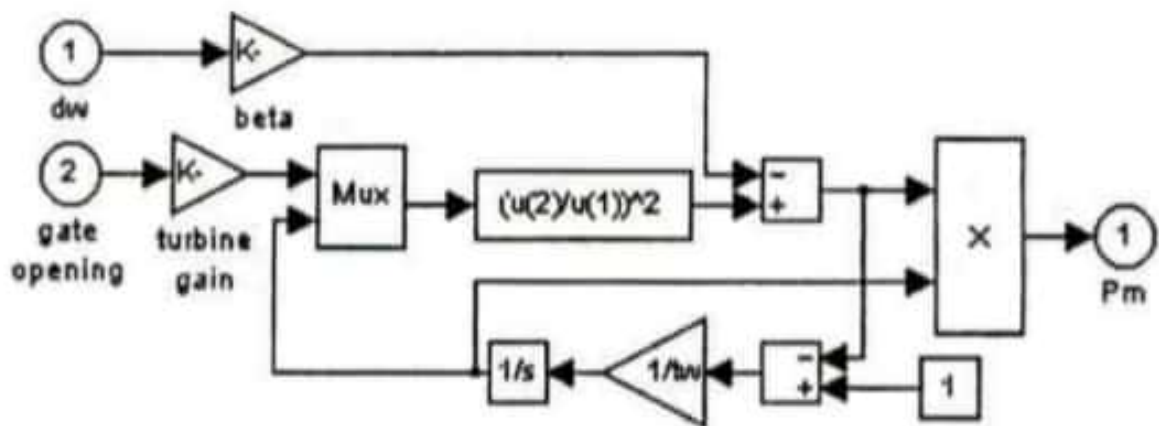 1
dw
K-
beta
2
gate
opening
K-
turbine
gain
Mux
(u(2)/u(1))^2
-
+
X
1
Pm
1/s
1/tw
-
+
1